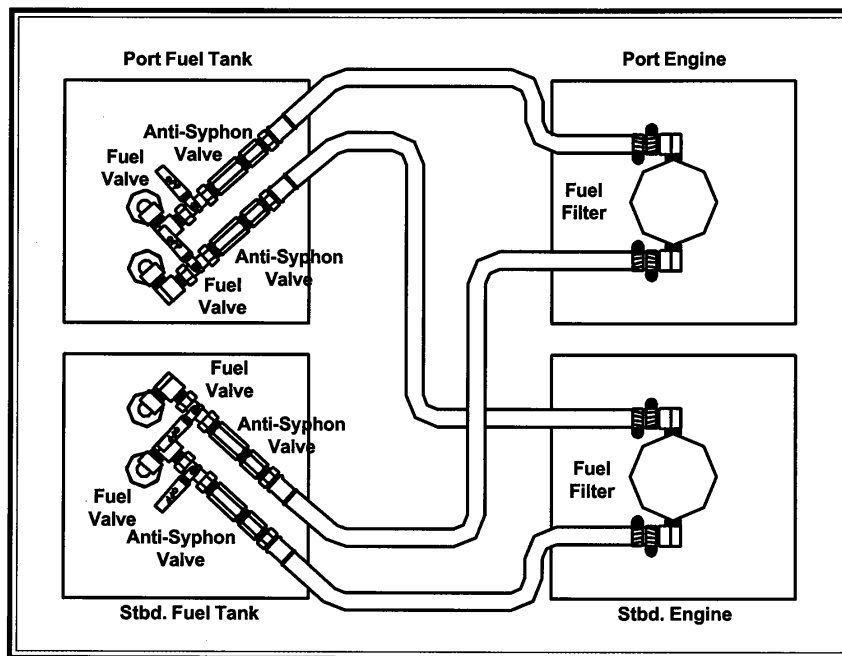 Port Fuel Tank
Port Engine
Anti-Syphon
Valve
Fuel
Valve
Fuel
Filter
Anti-Syphon
Valve
Fuel
Valve
Fuel
Valve
Anti-Syphon
Valve
Fuel
Filter
Fuel
Valve
Anti-Syphon
Valve
Stbd. Fuel Tank
Stbd. Engine